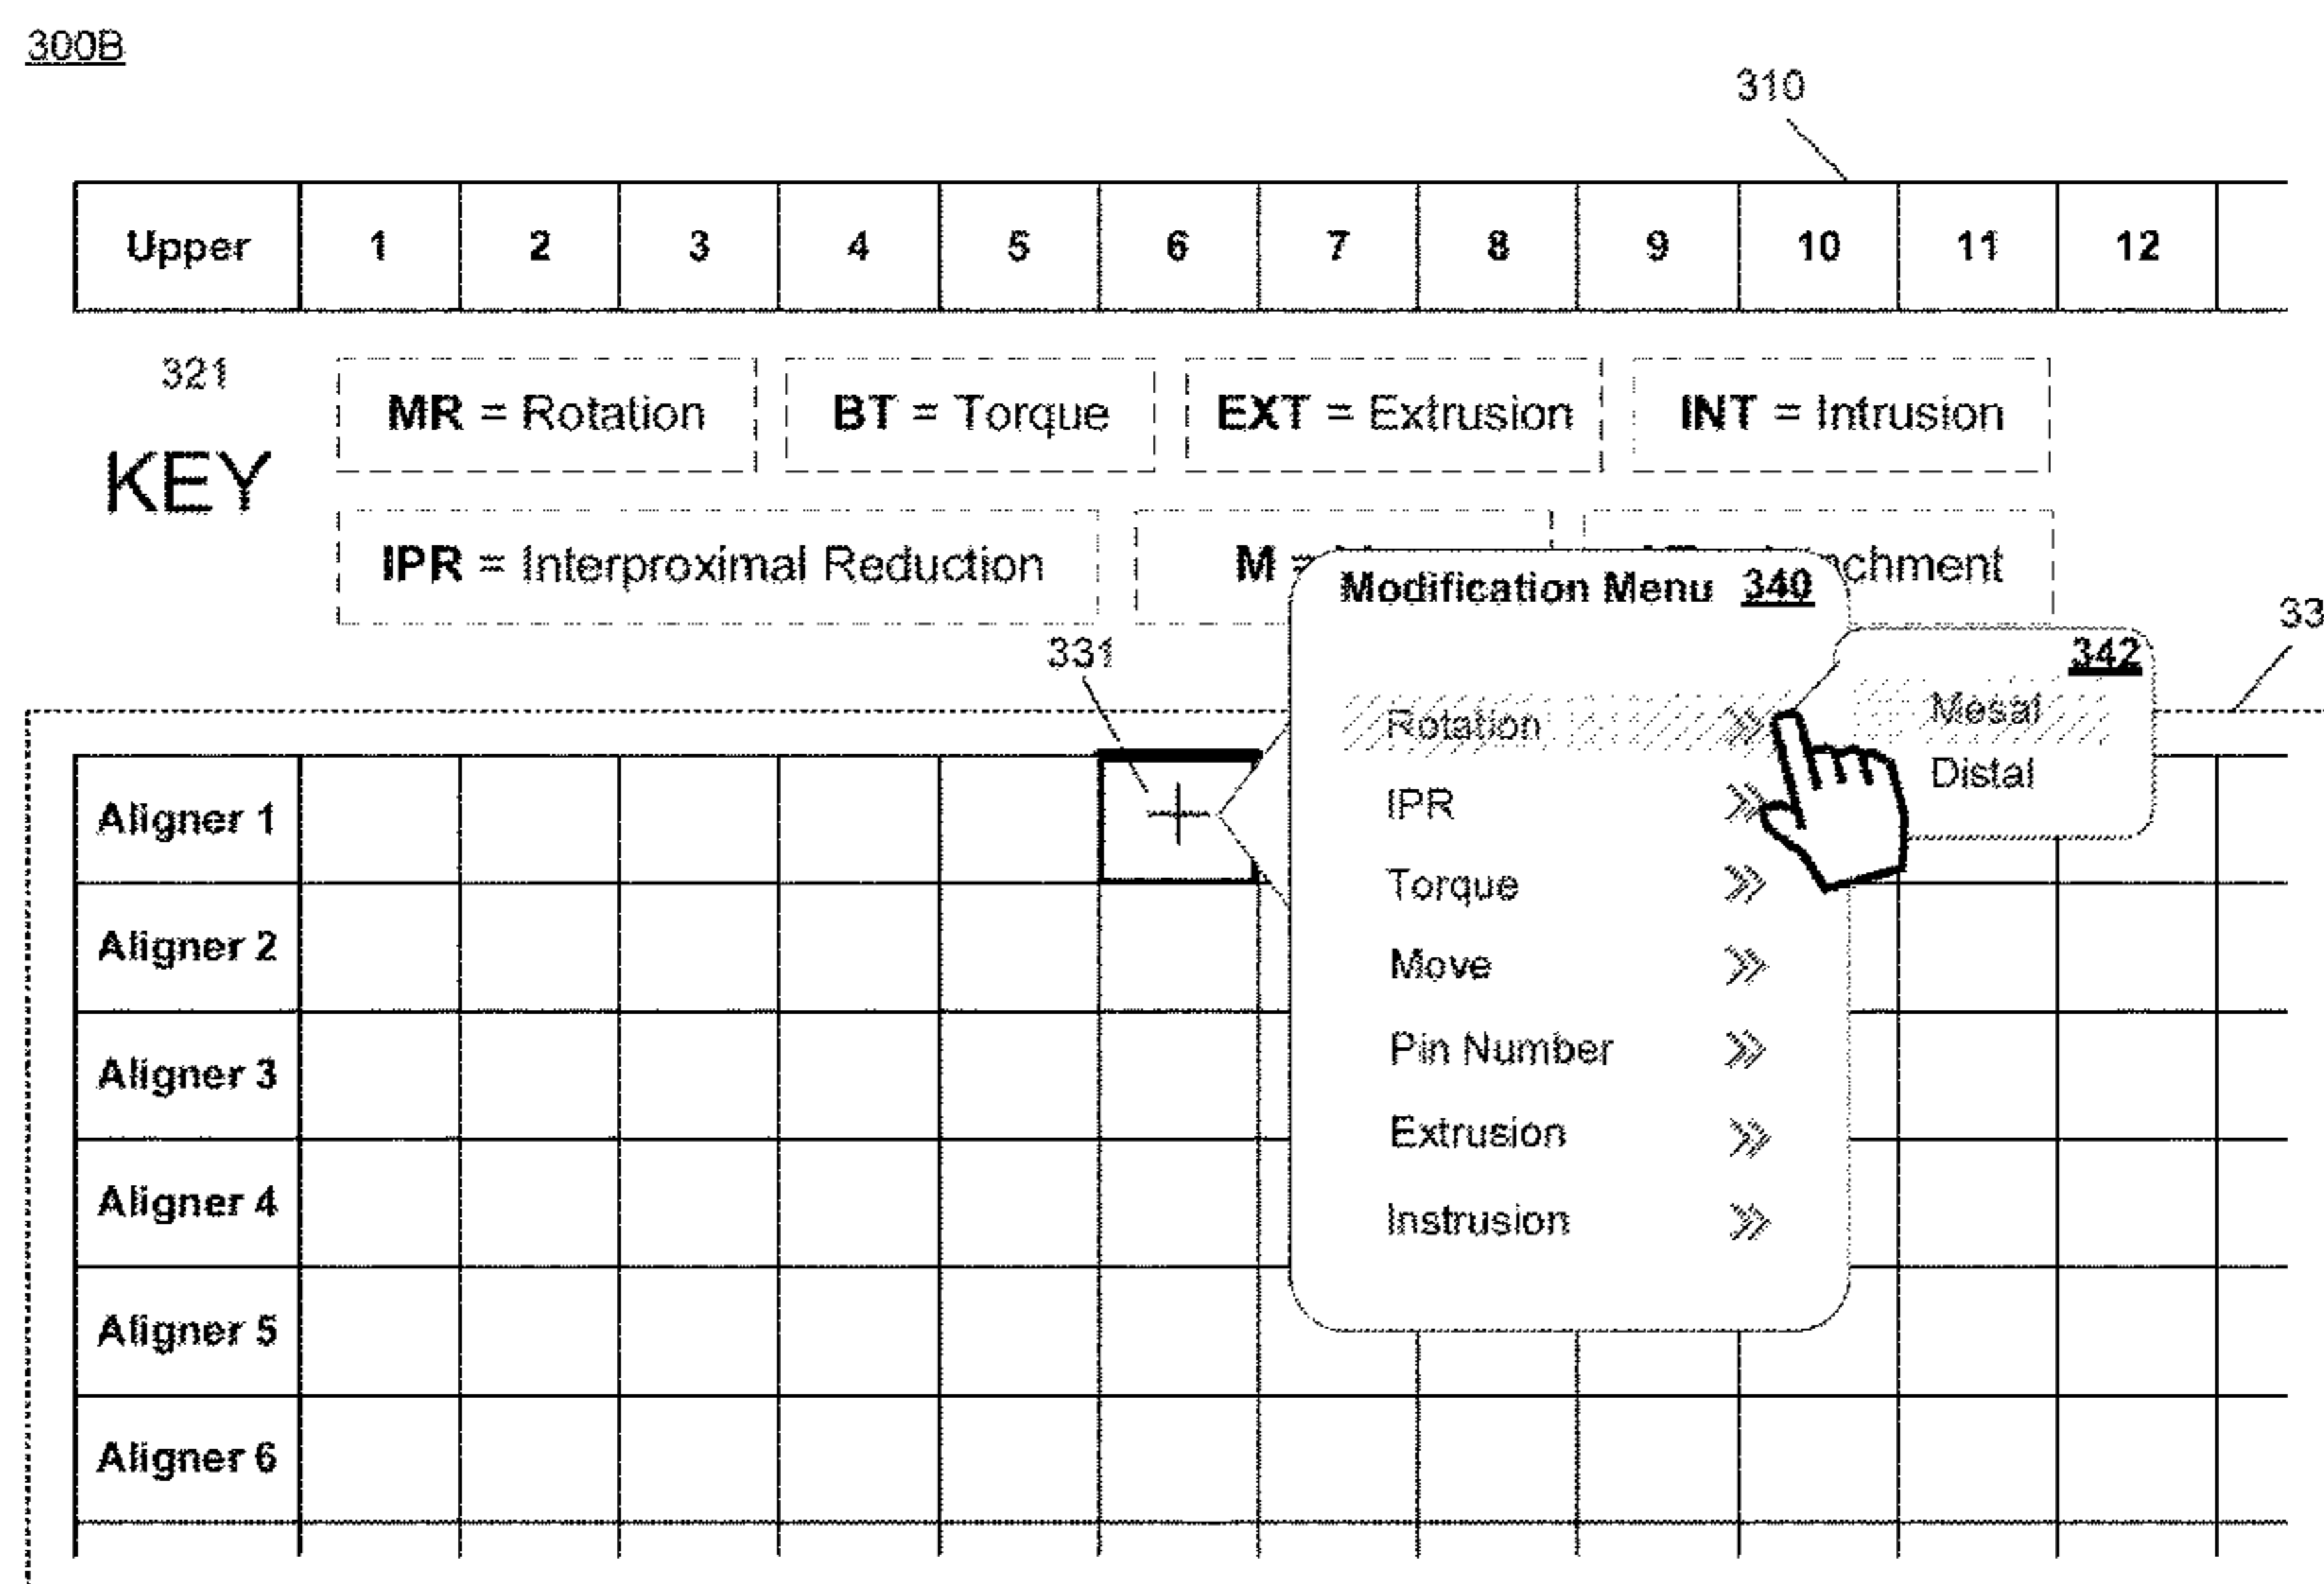 300B
310
Upper 1 2 3 4 5 6 7 8 9 10 11 12
321
KEY
MR = Rotation BT = Torque EXT = Extrusion INT = Intrusion
IPR = Interproximal Reduction M = chment
Modification Menu 340
331
33
342
Rotation
Mesal
Distal
IPR
Torque
Move
Pin Number
Extrusion
Instrusion
Aligner 1
Aligner 2
Aligner 3
Aligner 4
Aligner 5
Aligner 6